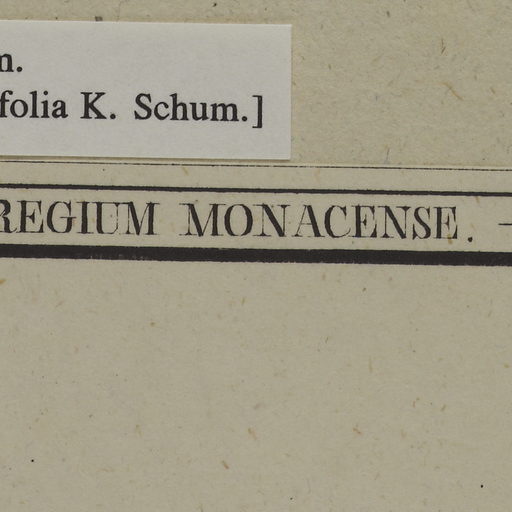 m.
folia K. Schum.]
REGIUM MONACENSE. –